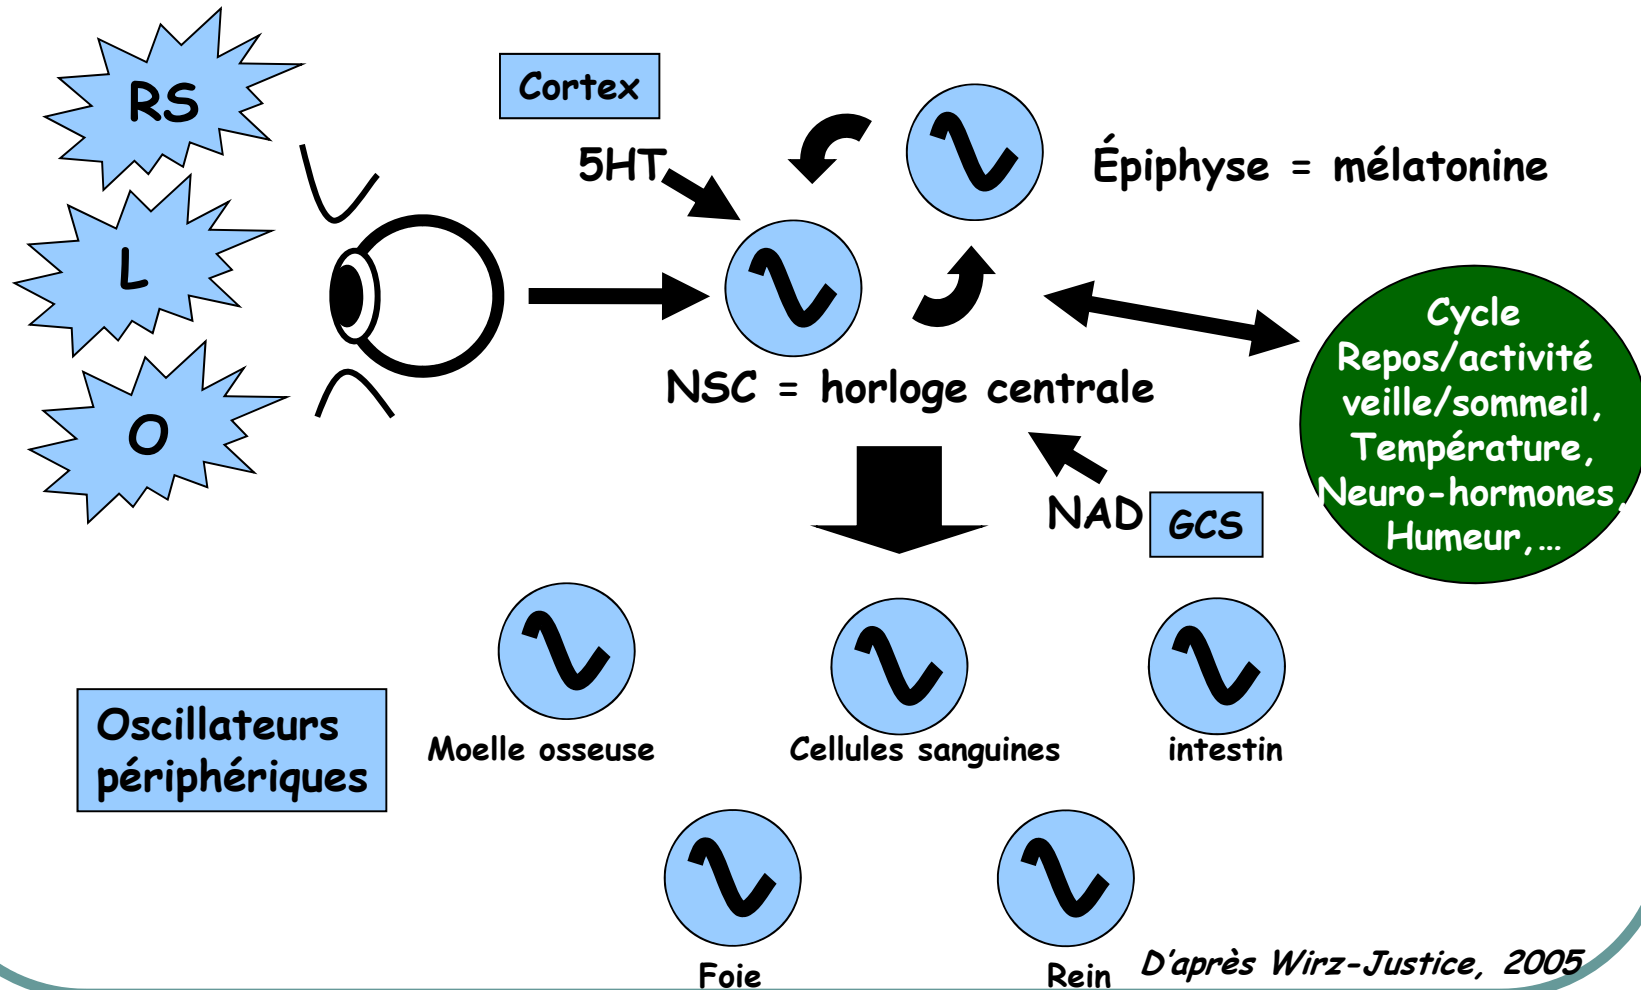 RS
L
O
Cortex
5HT
Épiphyse = mélatonine
NSC = horloge centrale
NAD
GCS
Cycle
Repos/activité
veille/sommeil,
Température,
Neuro-hormones,
Humeur,…
Oscillateurs
périphériques
Moelle osseuse
Cellules sanguines
intestin
Foie
Rein
D'après Wirz-Justice, 2005